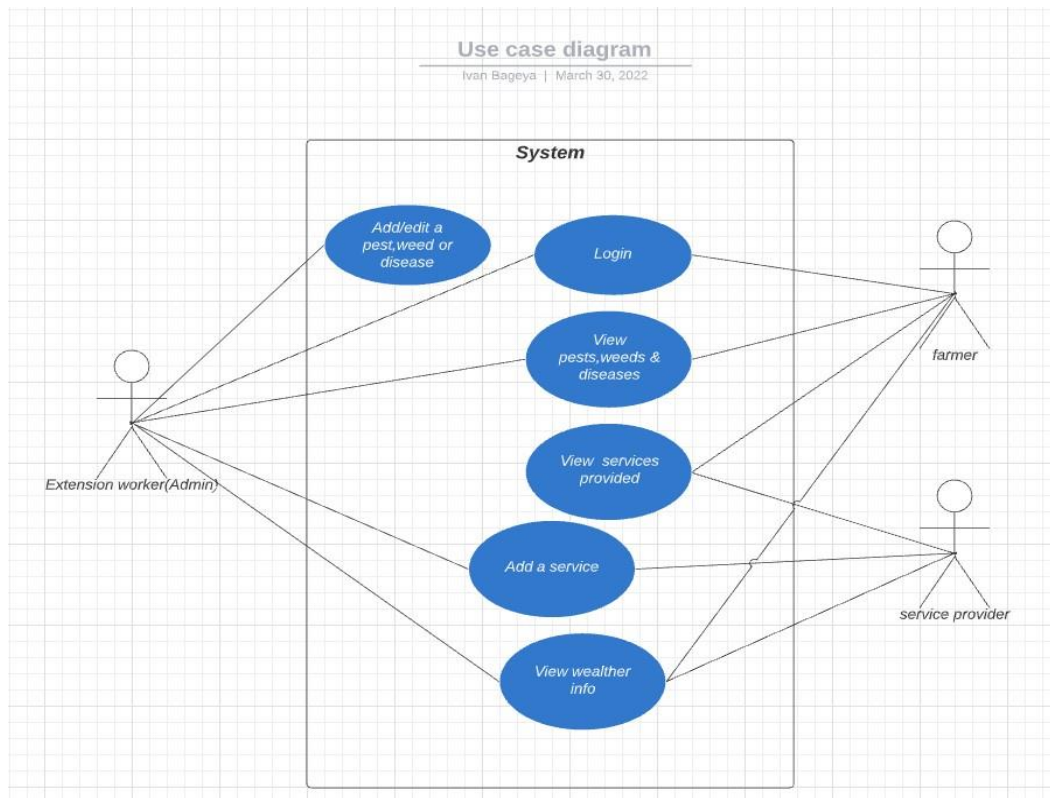 Use case diagram
Ivan Bageya | March 30, 2022
System
Add/edit a
pest,weed or
disease
Login
View
pests,weeds &
diseases
farmer
Extension worker(Admin)
View services
provided
Add a service
service provider
View wealther
info